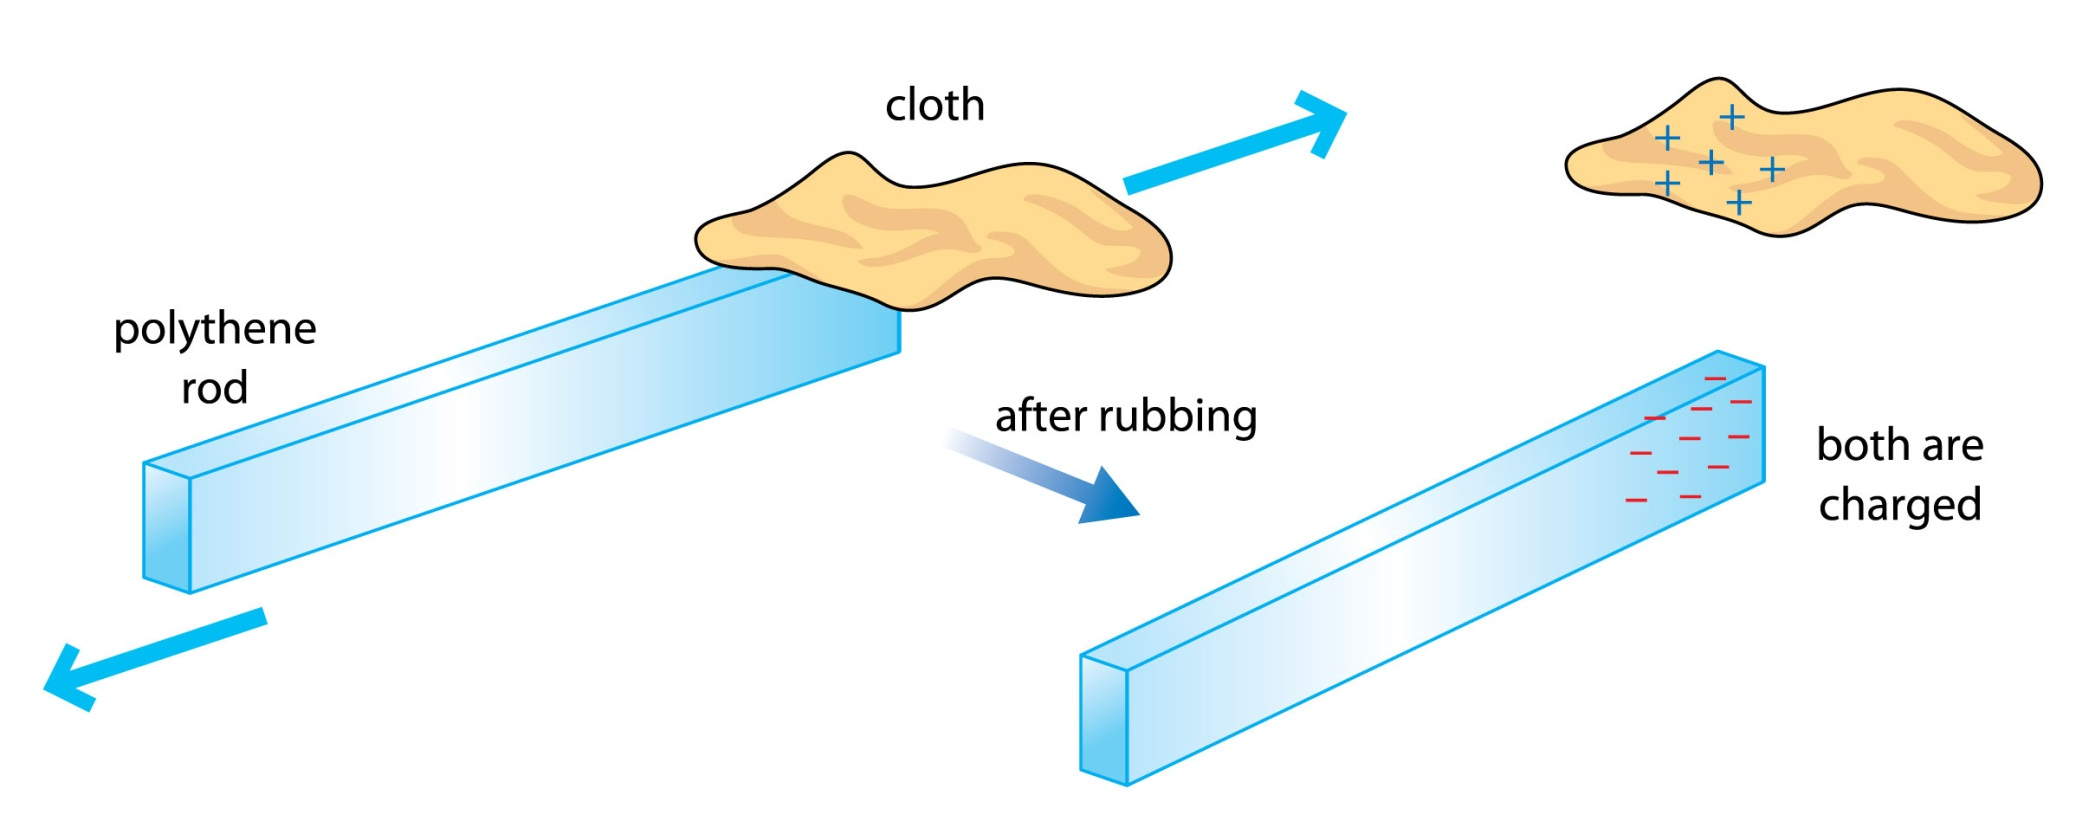 cloth
polythene
rod
after rubbing
both are
charged